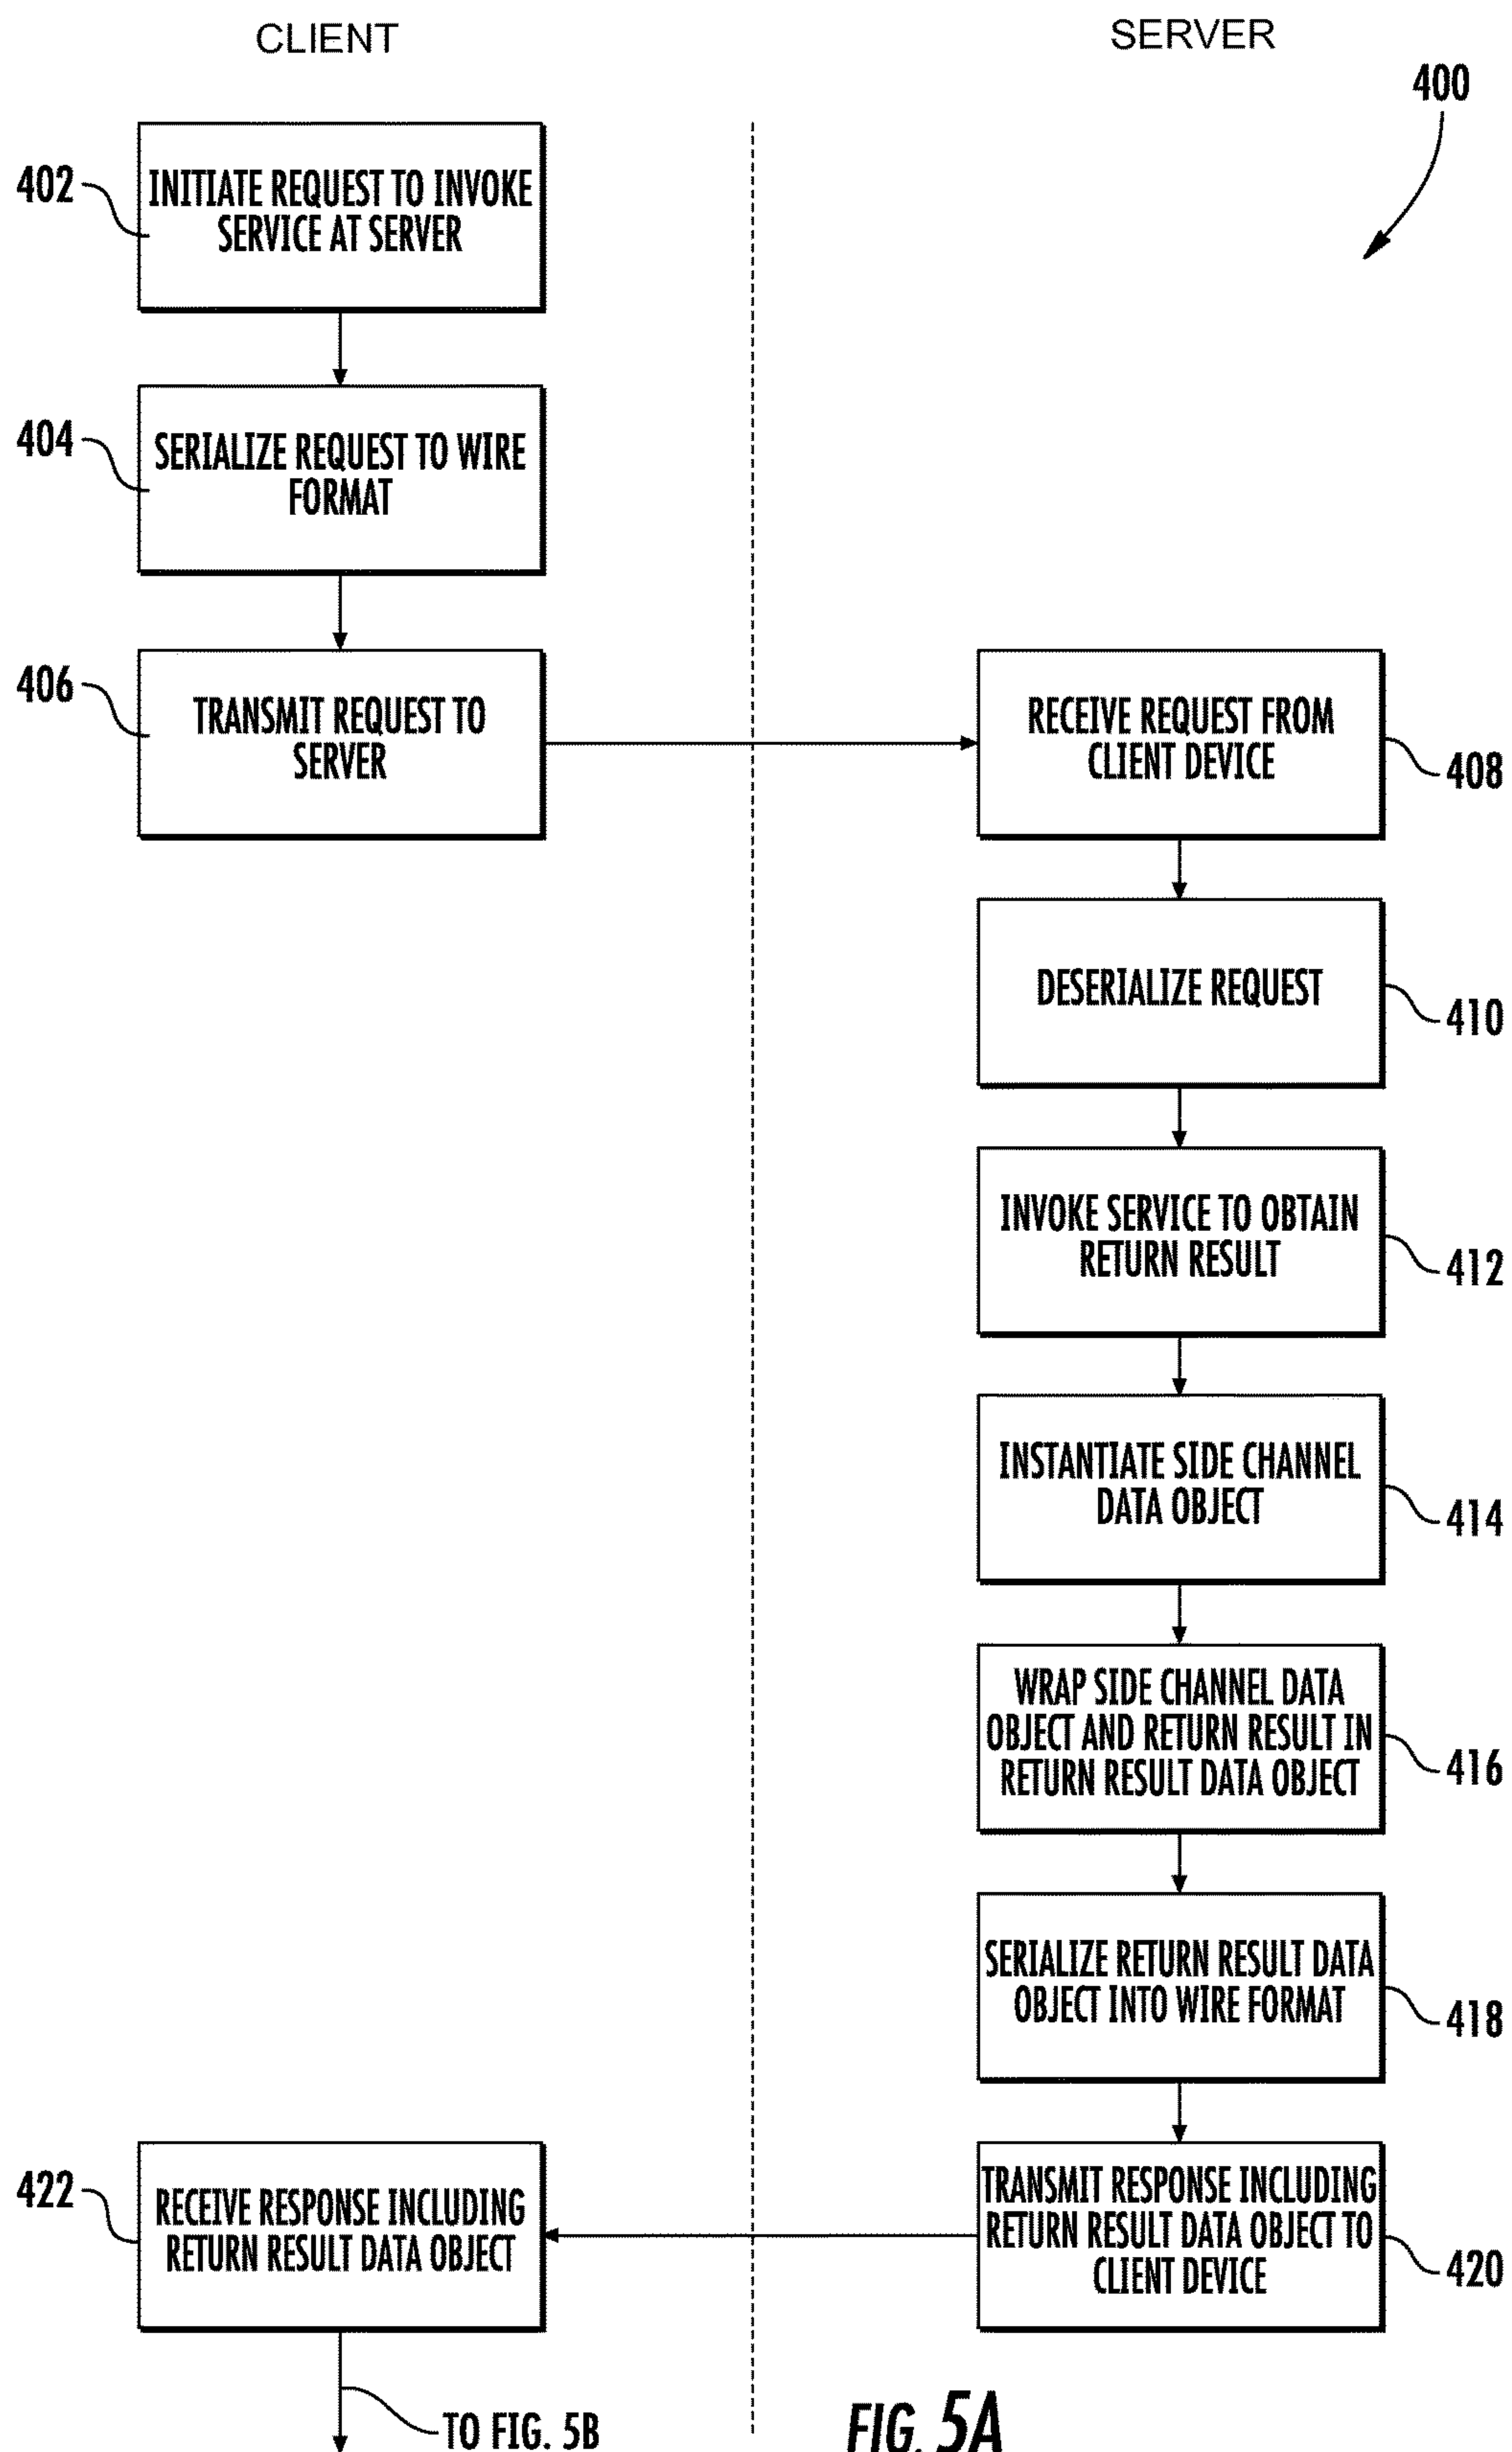 CLIENT
SERVER
400
402
INITIATE REQUEST TO INVOKE
SERVICE AT SERVER
404
SERIALIZE REQUEST TO WIRE
FORMAT
406
TRANSMIT REQUEST TO
SERVER
RECEIVE REQUEST FROM
CLIENT DEVICE
408
DESERIALIZE REQUEST
410
INVOKE SERVICE TO OBTAIN
RETURN RESULT
412
INSTANTIATE SIDE CHANNEL
DATA OBJECT
414
WRAP SIDE CHANNEL DATA
OBJECT AND RETURN RESULT IN
RETURN RESULT DATA OBJECT
416
SERIALIZE RETURN RESULT DATA
OBJECT INTO WIRE FORMAT
418
TRANSMIT RESPONSE INCLUDING
RETURN RESULT DATA OBJECT TO
CLIENT DEVICE
420
422
RECEIVE RESPONSE INCLUDING
RETURN RESULT DATA OBJECT
TO FIG. 5B
FIG. 5A